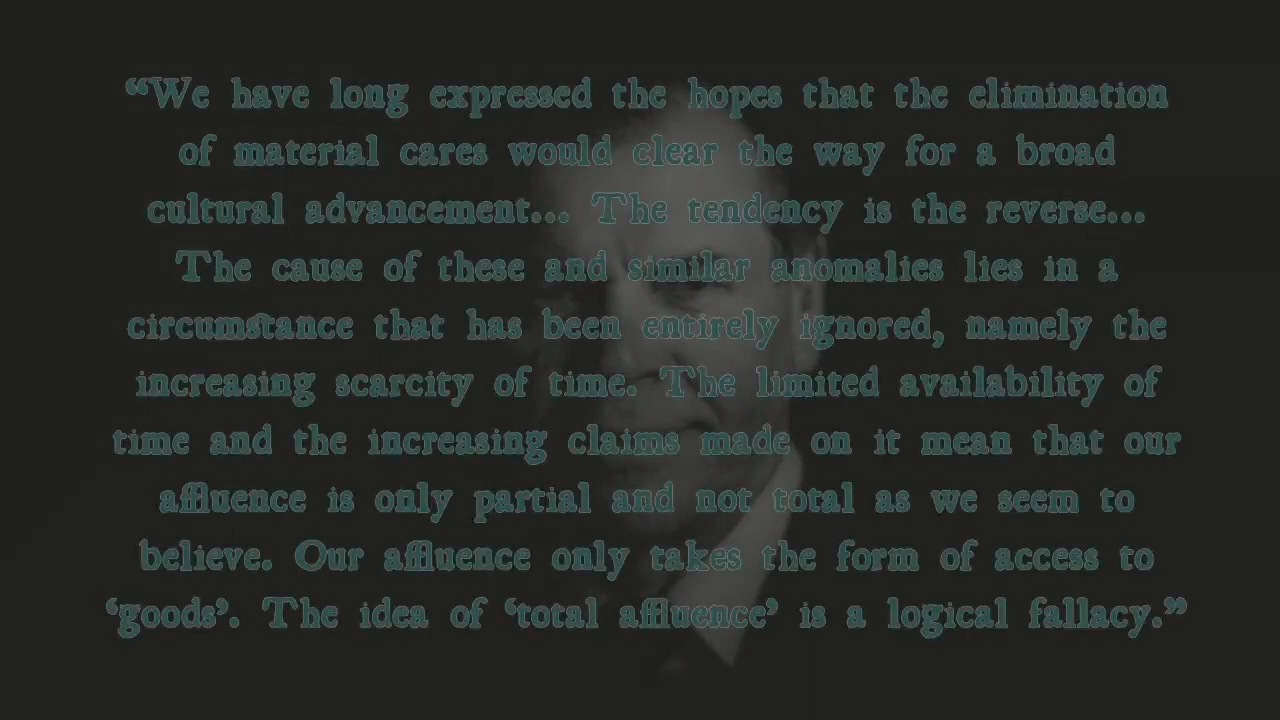 “We have long expressed the hopes that the elimination
of material cares would clear the way for a broad
cultural advancement... The tendency is the reverse...
The cause of these and similar anomalies lies in a
circumstance that has been entirely ignored, namely the
increasing scarcity of time. The limited availability of
time and the increasing claims made on it mean that our
affluence is only partial and not total as we seem to
believe. Our affluence only takes the form of access to
‘goods’. The idea of ‘total affluence’ is a logical fallacy.”